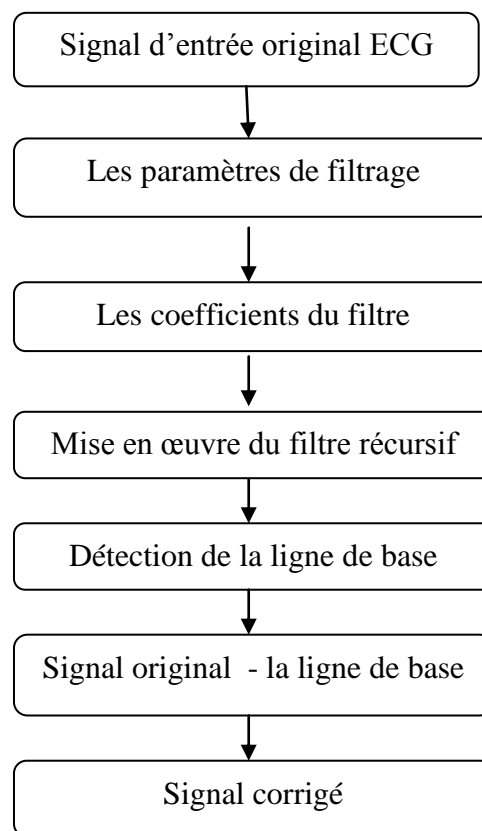 Signal d’entrée original ECG
Les paramètres de filtrage
Les coefficients du filtre
Mise en œuvre du filtre récursif
Détection de la ligne de base
Signal original - la ligne de base
Signal corrigé